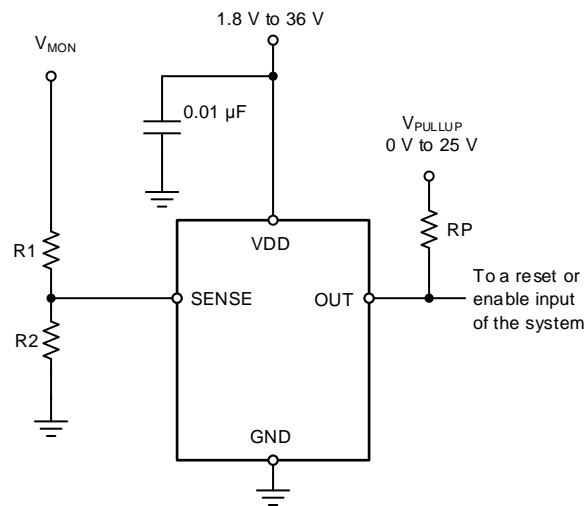 1.8 V to 36 V
VMON
0.01 µF
VPULLUP
0 V to 25 V
R1
VDD
RP
SENSE
OUT
To a reset or
enable input
of the system
R2
GND